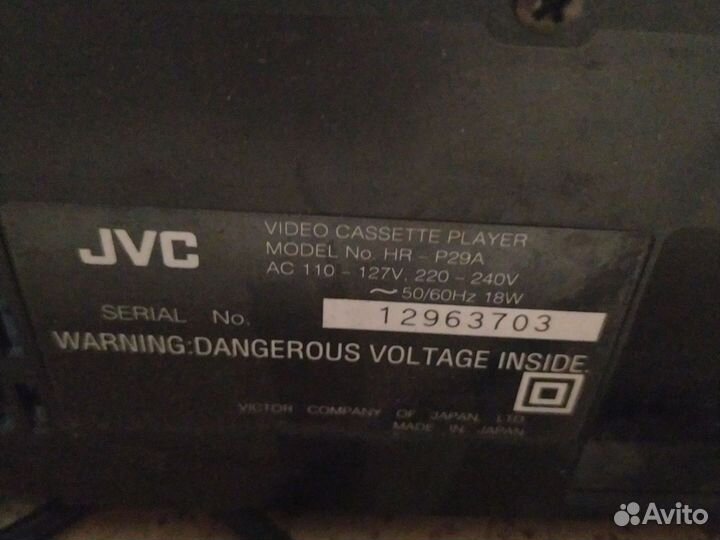 JVC
VIDEO CASSETTE PLAYER
MODEL No. HR - P29A
AC 110 - 127V, 220 - 240V
~ 50/60Hz 18W
SERIAL No. 12963703
WARNING:DANGEROUS VOLTAGE INSIDE.
VICTOR COMPANY OF JAPAN, LTD.
MADE IN JAPAN
Avito